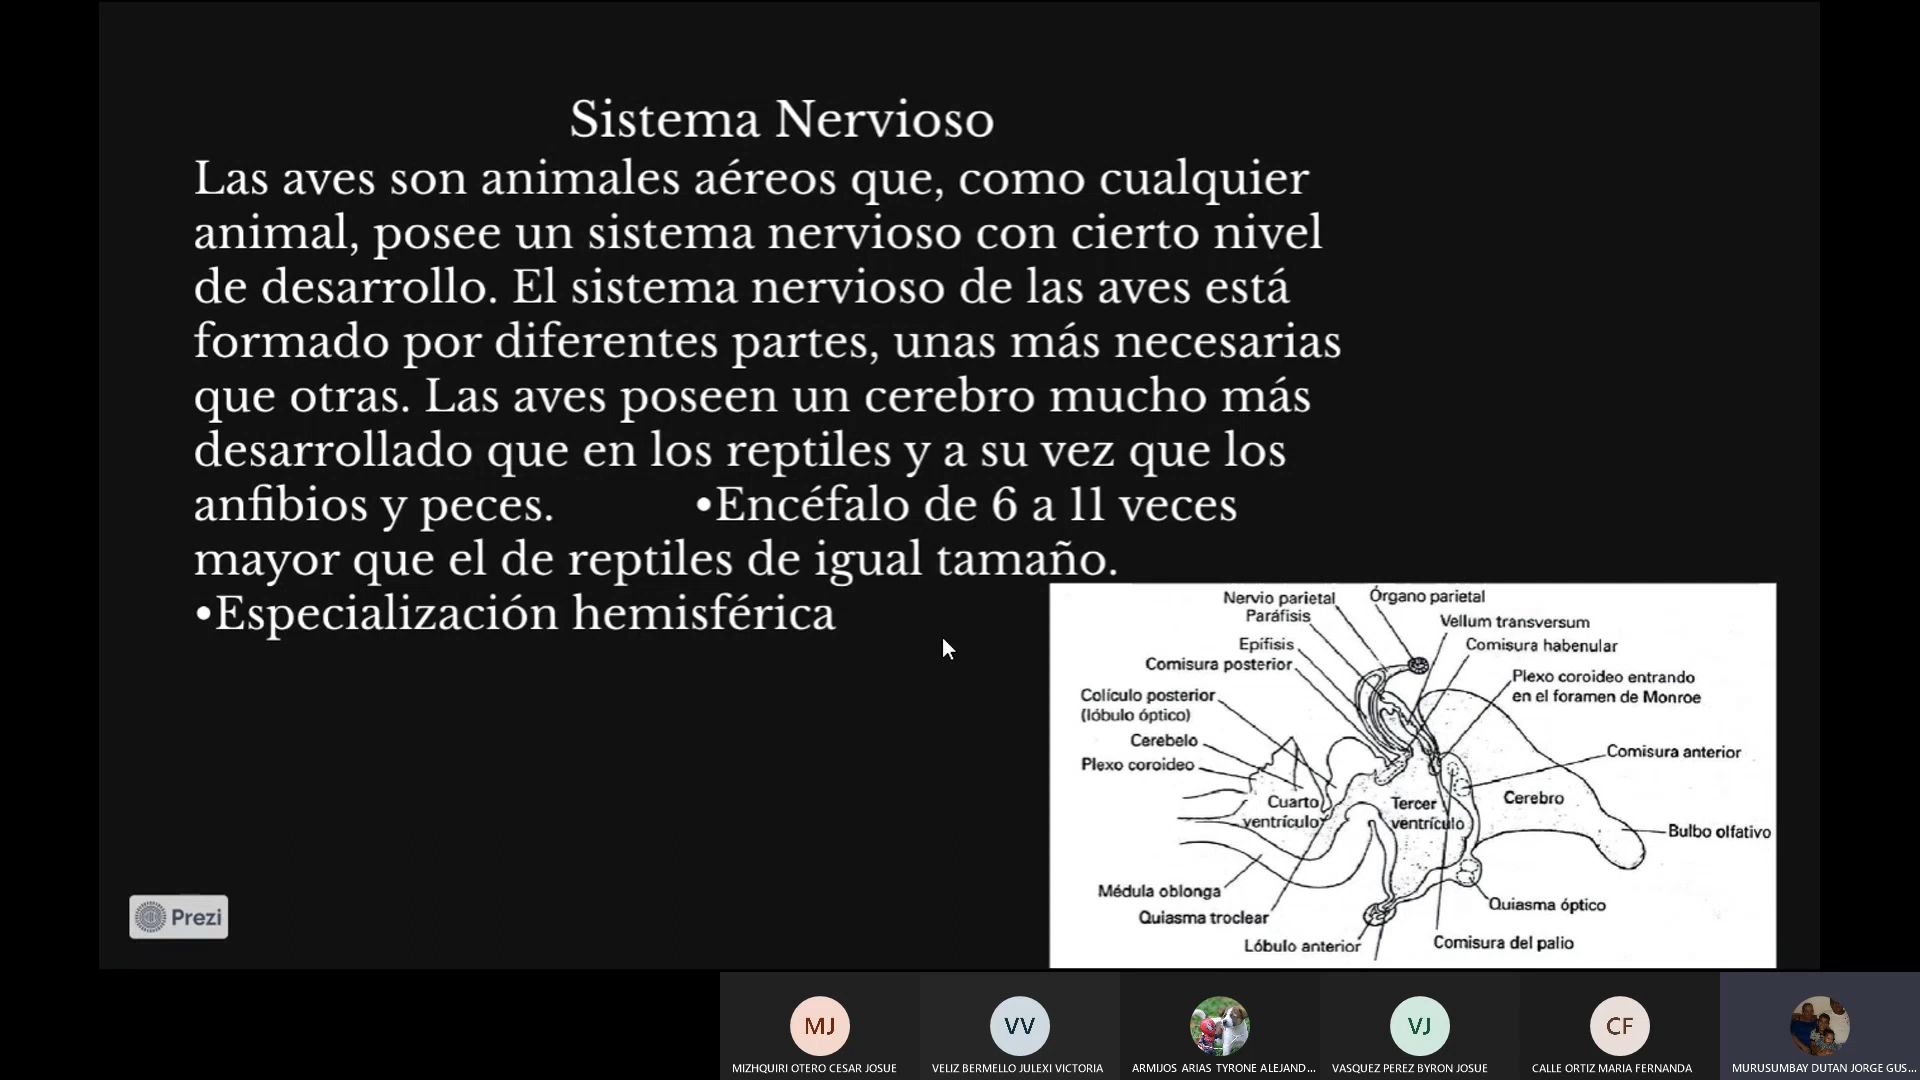 Sistema Nervioso
Las aves son animales aéreos que, como cualquier
animal, posee un sistema nervioso con cierto nivel
de desarrollo. El sistema nervioso de las aves está
formado por diferentes partes, unas más necesarias
que otras. Las aves poseen un cerebro mucho más
desarrollado que en los reptiles y a su vez que los
anfibios y peces. •Encéfalo de 6 a 11 veces
mayor que el de reptiles de igual tamaño.
•Especialización hemisférica
Nervio parietal
Órgano parietal
Paráfisis
Vellum transversum
Epífisis
Comisura habenular
Comisura posterior
Plexo coroideo entrando
en el foramen de Monroe
Colículo posterior
(lóbulo óptico)
Cerebelo
Comisura anterior
Plexo coroideo
Cuarto
ventrículo
Tercer
ventrículo
Cerebro
Bulbo olfativo
Médula oblonga
Quiasma troclear
Quiasma óptico
Lóbulo anterior
Comisura del palio
Prezi
MJ
VV
VJ
CF
MIZHQUIRI OTERO CESAR JOSUE
VELIZ BERMELLO JULEXI VICTORIA
ARMIJOS ARIAS TYRONE ALEJAND...
VASQUEZ PEREZ BYRON JOSUE
CALLE ORTIZ MARIA FERNANDA
MURUSUMBAY DUTAN JORGE GUS...